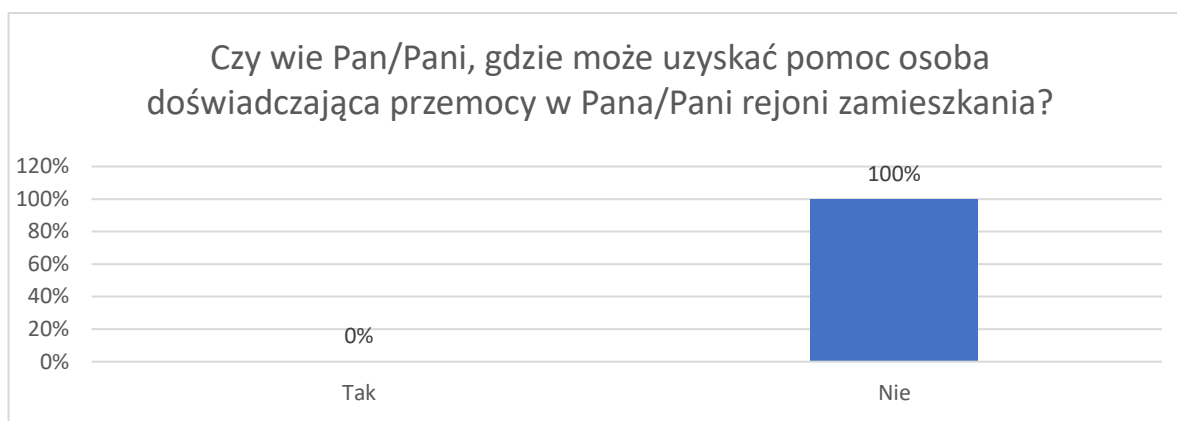 Czy wie Pan/Pani, gdzie może uzyskać pomoc osoba
doświadczająca przemocy w Pana/Pani rejoni zamieszkania?
120%
100%
100%
80%
60%
40%
20%
0%
0%
Tak
Nie